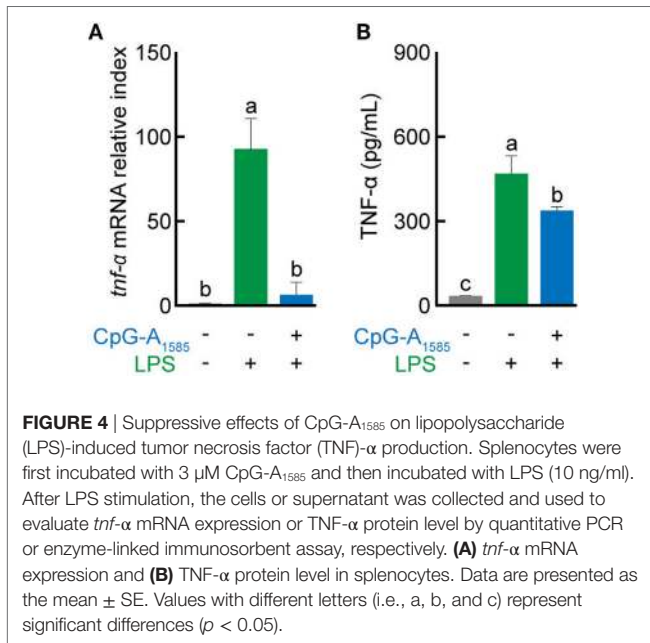 A
B
150
100
50
0
tnf-α mRNA relative index
b
a
b
900
600
300
0
TNF-α (pg/mL)
c
a
b
CpG-A1585 - - +
LPS - + +
CpG-A1585 - - +
LPS - + +
FIGURE 4 | Suppressive effects of CpG-A1585 on lipopolysaccharide
(LPS)-induced tumor necrosis factor (TNF)-α production. Splenocytes were
first incubated with 3 μM CpG-A1585 and then incubated with LPS (10 ng/ml).
After LPS stimulation, the cells or supernatant was collected and used to
evaluate tnf-α mRNA expression or TNF-α protein level by quantitative PCR
or enzyme-linked immunosorbent assay, respectively. (A) tnf-α mRNA
expression and (B) TNF-α protein level in splenocytes. Data are presented as
the mean ± SE. Values with different letters (i.e., a, b, and c) represent
significant differences (p < 0.05).